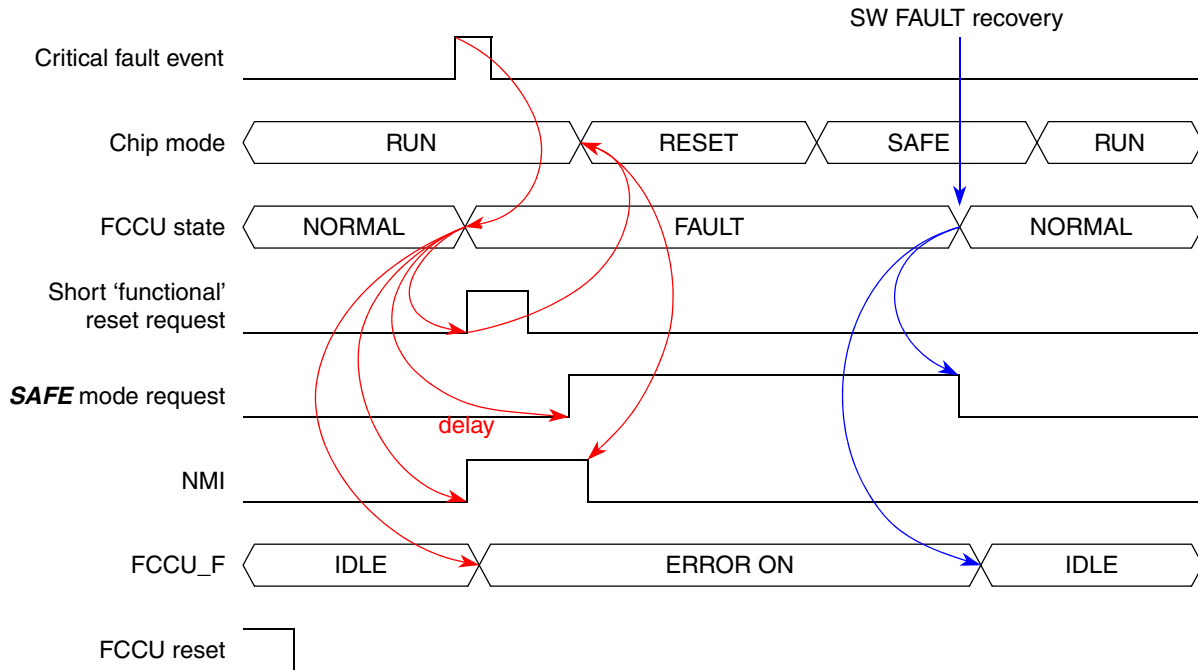 SW FAULT recovery
Critical fault event
Chip mode
RUN
RESET
SAFE
RUN
FCCU state
NORMAL
FAULT
NORMAL
Short ‘functional’
reset request
SAFE mode request
delay
NMI
FCCU_F
IDLE
ERROR ON
IDLE
FCCU reset